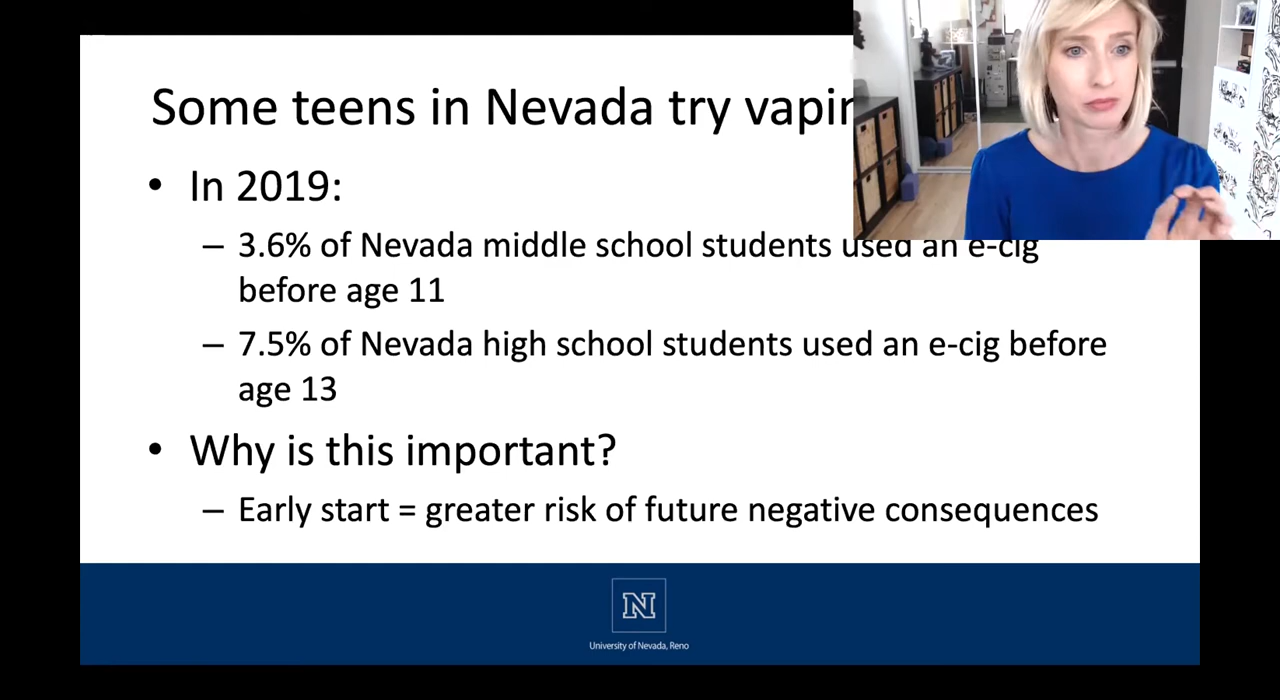 Some teens in Nevada try
• In 2019:
– 3.6% of Nevada middle school students used an e-cig
before age 11
– 7.5% of Nevada high school students used an e-cig before
age 13
• Why is this important?
– Early start = greater risk of future negative consequences
N
University of Nevada, Reno